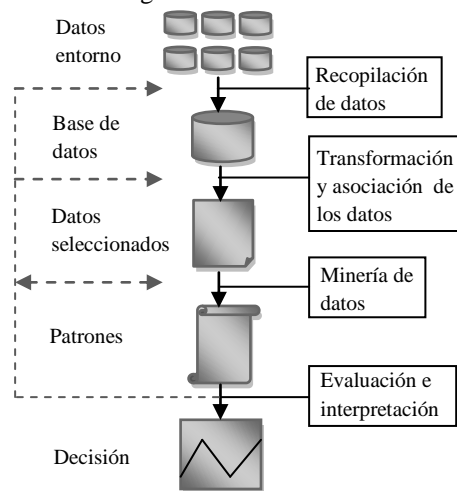 Datos
entorno
Recopilación
de datos
Base de
datos
Transformación
y asociación de
los datos
Datos
seleccionados
Minería de
datos
Patrones
Evaluación e
interpretación
Decisión